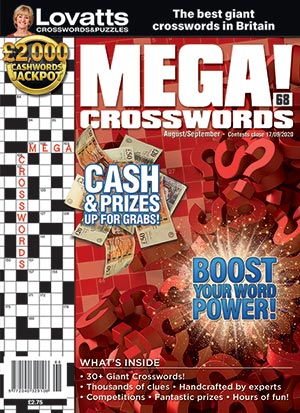 Lovatts
CROSSWORDS&PUZZLES
The best giant
crosswords in Britain
£2,000
CASHWORDS
JACKPOT
MEGA!
68
CROSSWORDS
August/September • Contests close 17/09/2020
MEGA
CROSSWORDS
CASH
& PRIZES
UP FOR GRABS!
BOOST
YOUR WORD
POWER!
WHAT'S INSIDE
• 30+ Giant Crosswords!
• Thousands of clues • Handcrafted by experts
• Competitions • Fantastic prizes • Hours of fun!
£2.75